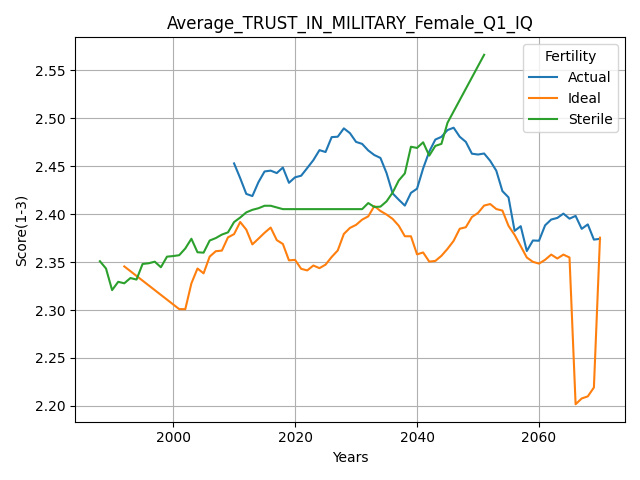 Average_TRUST_IN_MILITARY_Female_Q1_IQ
Fertility
Actual
Ideal
Sterile
Score(1-3)
2.55
2.50
2.45
2.40
2.35
2.30
2.25
2.20
2000
2020
2040
2060
Years